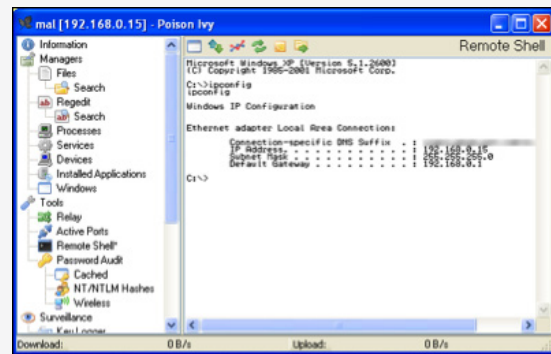 mal [192.168.0.15] - Poison Ivy
Information
Managers
Files
Search
Regedit
Search
Processes
Services
Devices
Installed Applications
Windows
Tools
Relay
Active Ports
Remote Shell*
Password Audit
Cached
NT/NTLM Hashes
Wireless
Surveillance
Key Logger
Remote Shell
Microsoft Windows XP [Version 5.1.2600]
(C) Copyright 1985-2001 Microsoft Corp.
C:\>ipconfig
ipconfig
Windows IP Configuration
Ethernet adapter Local Area Connection:
Connection-specific DNS Suffix . :
IP Address. . . . . . . . . . . . : 192.168.0.15
Subnet Mask . . . . . . . . . . . : 255.255.255.0
Default Gateway . . . . . . . . . : 192.168.0.1
C:\>
Download: 0 B/s Upload: 0 B/s